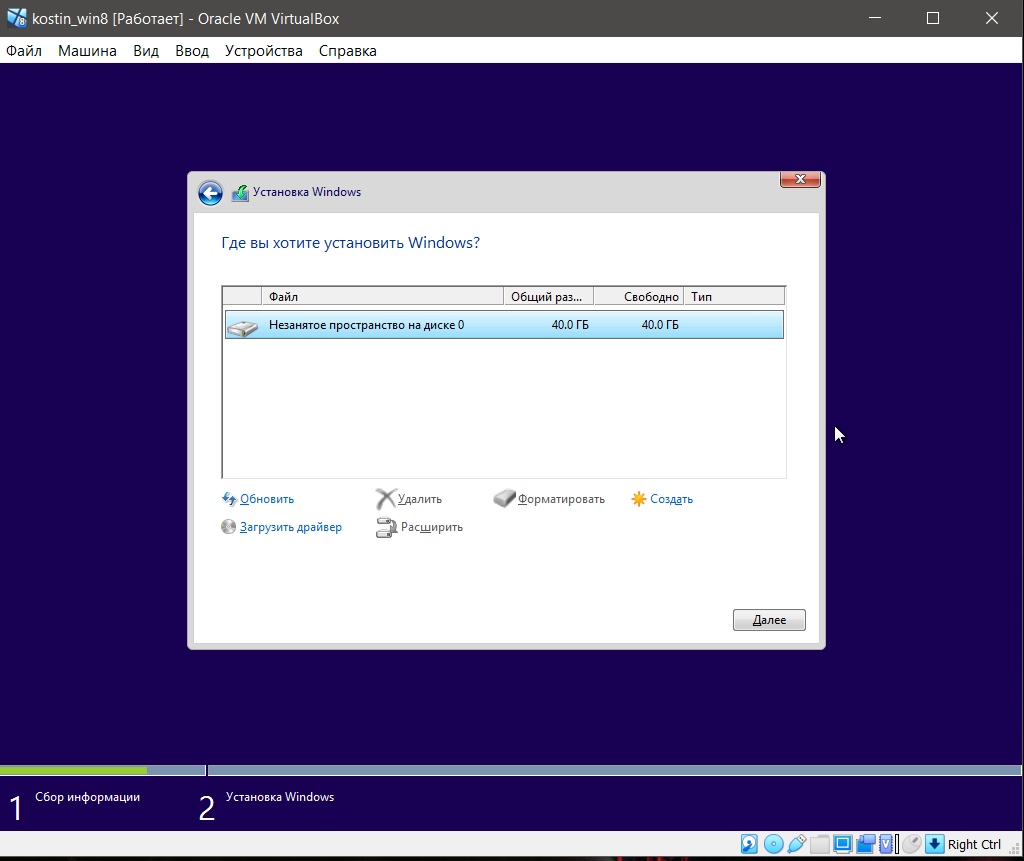 kostin_win8 [Работает] - Oracle VM VirtualBox
Файл Машина Вид Ввод Устройства Справка
Установка Windows
Где вы хотите установить Windows?
Файл Общий раз... Свободно Тип
Незанятое пространство на диске 0 40.0 ГБ 40.0 ГБ
Обновить Удалить Форматировать Создать
Загрузить драйвер Расширить
Далее
1 Сбор информации 2 Установка Windows
Right Ctrl